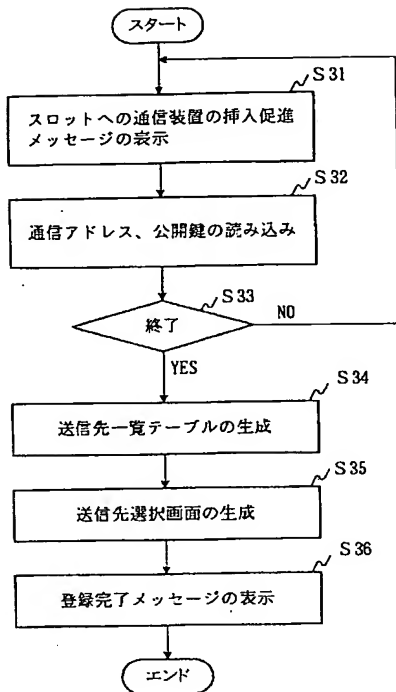 スタート
S31
スロットへの通信装置の挿入促進
メッセージの表示
S32
通信アドレス、公開鍵の読み込み
S33
終了
NO
YES
S34
送信先一覧テーブルの生成
S35
送信先選択画面の生成
S36
登録完了メッセージの表示
エンド